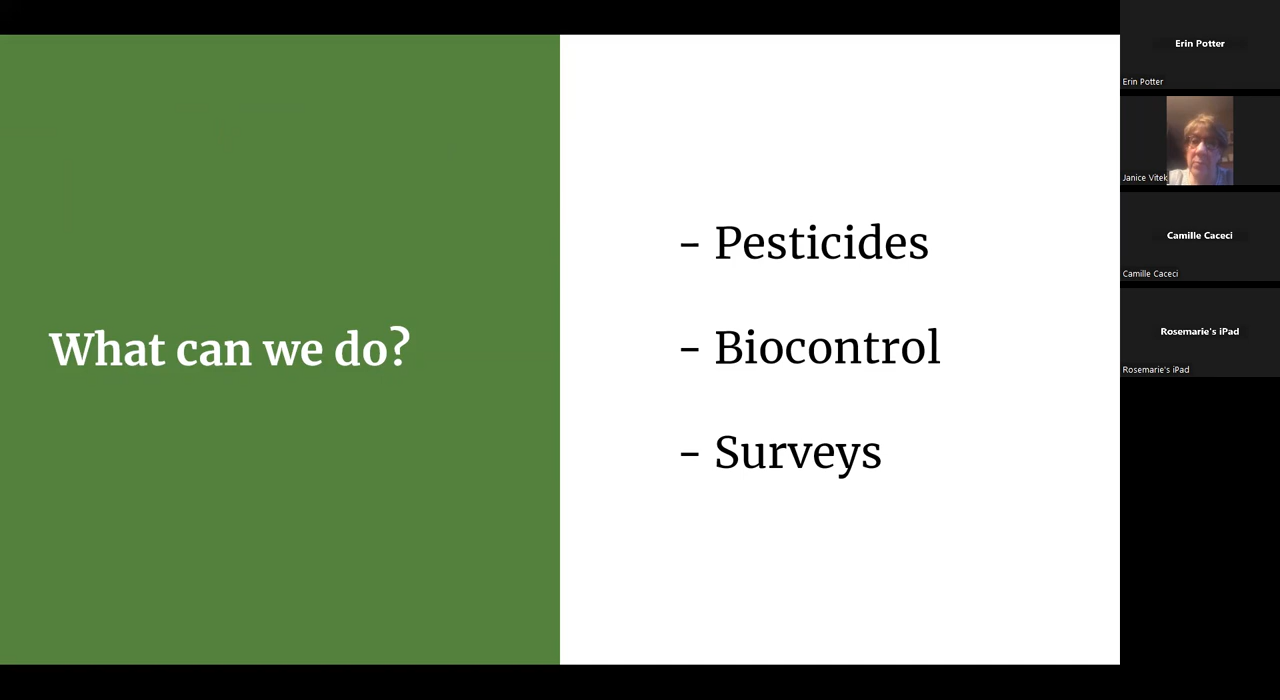 What can we do?
- Pesticides
- Biocontrol
- Surveys
Erin Potter
Erin Potter
Janice Vitek
Camille Caceci
Camille Caceci
Rosemarie's iPad
Rosemarie's iPad